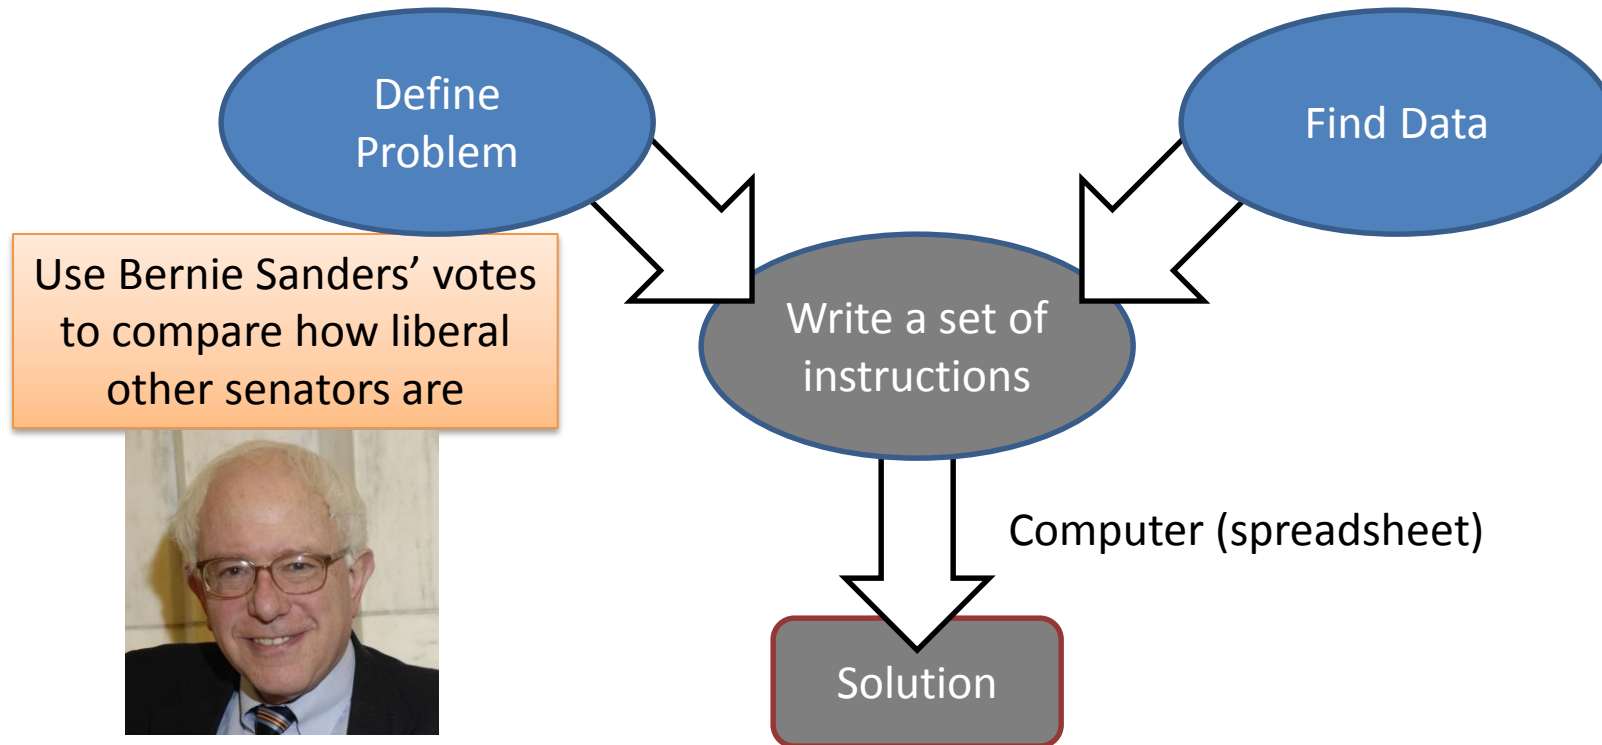 Define
Problem
Find Data
Use Bernie Sanders’ votes
to compare how liberal
other senators are
Write a set of
instructions
Computer (spreadsheet)
Solution